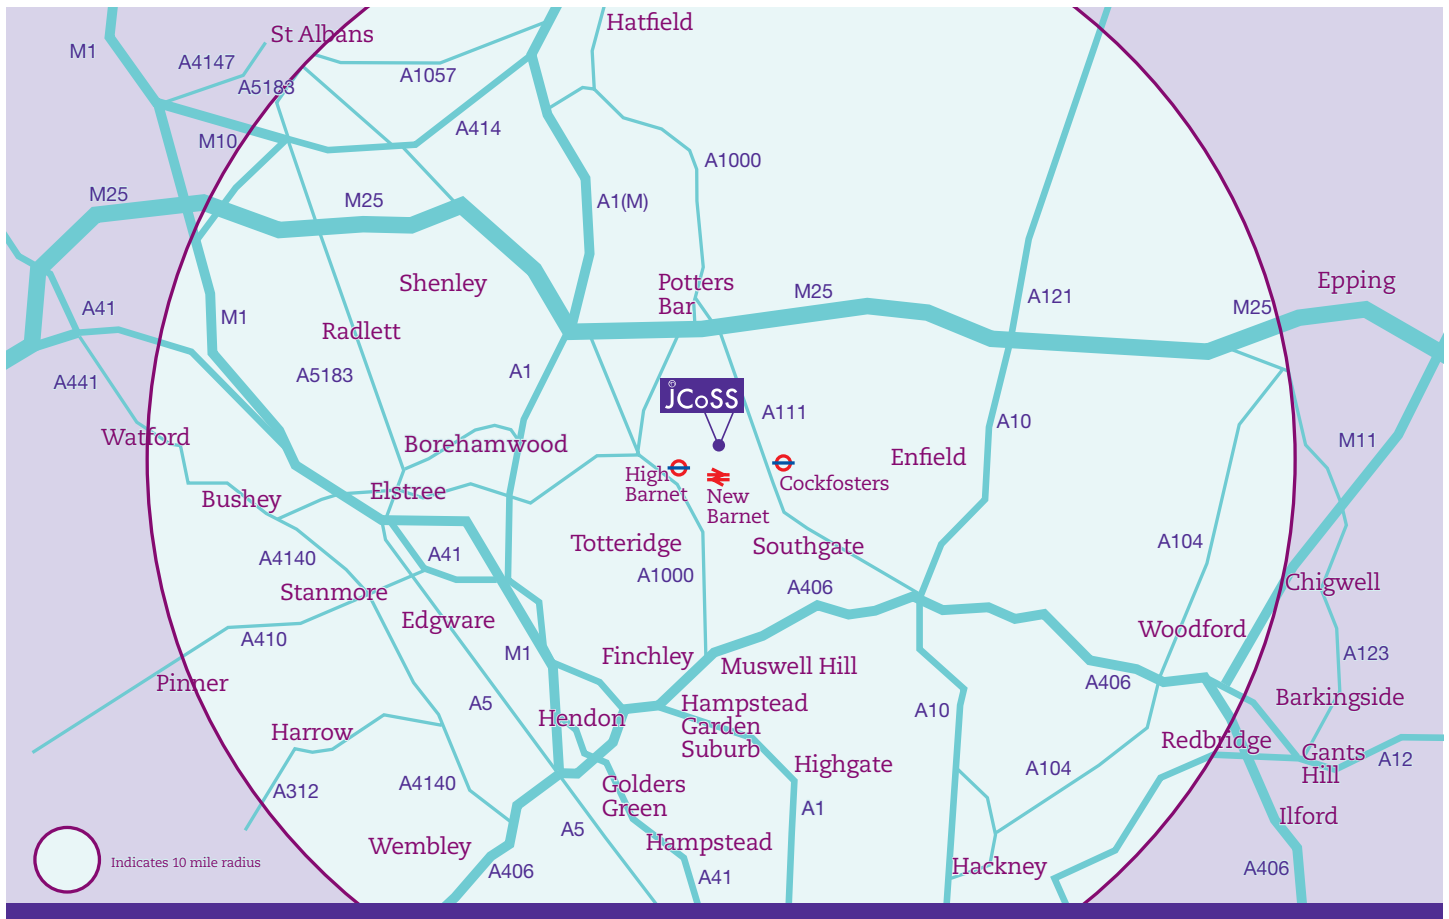 St Albans
Hatfield
M1
A4147
A1057
A5183
A414
M10
A1000
M25
M25
A1(M)
Shenley
Potters
Bar
M25
A121
M25
Epping
A41
M1
Radlett
A5183
A1
A441
JCoSS
A111
A10
M11
Watford
Borehamwood
Enfield
High
Barnet
New
Barnet
Cockfosters
Elstree
Bushey
A4140
A41
Totteridge
Southgate
A104
A1000
A406
Chigwell
Stanmore
Edgware
A410
M1
Finchley
Muswell Hill
Woodford
A123
Pinner
A5
A406
Barkingside
Hampstead
Garden
Suburb
Hendon
A10
Harrow
Redbridge
Gants
Hill
A12
Highgate
A104
A312
A4140
Golders
Green
A1
A5
Ilford
Wembley
Hampstead
Hackney
Indicates 10 mile radius
A406
A41
A406